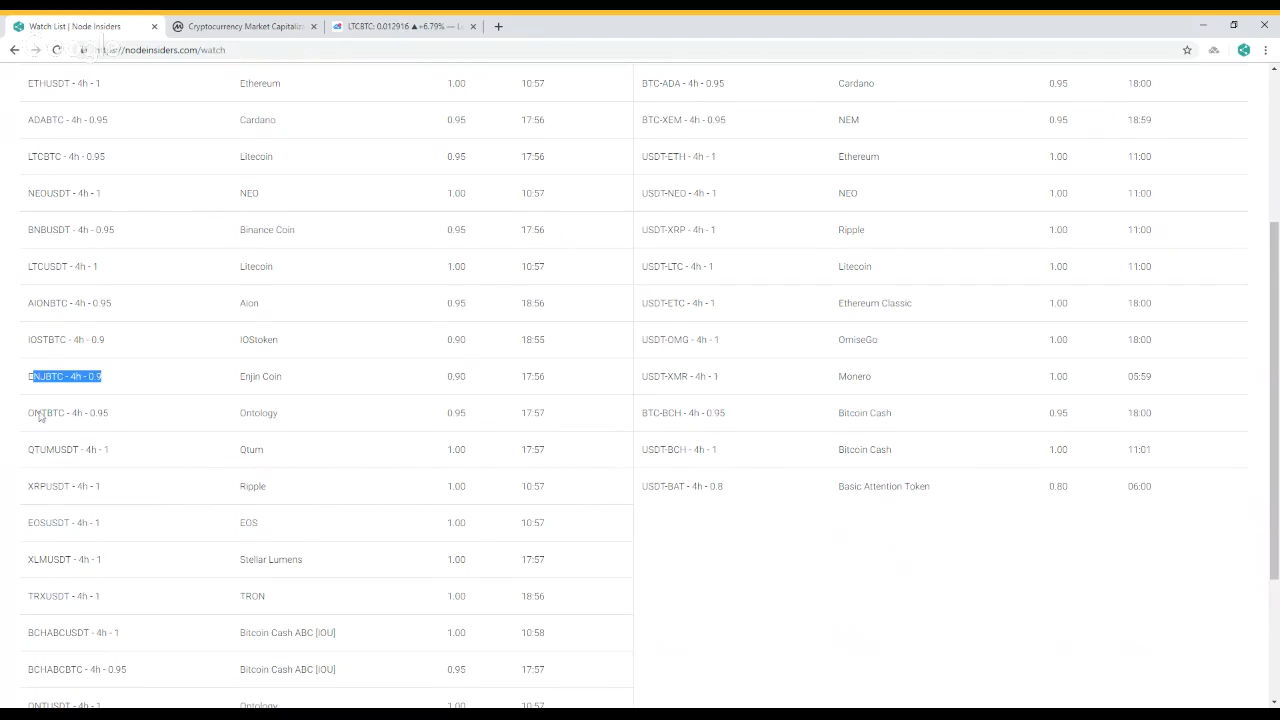 Watch List | Node Insiders
Cryptocurrency Market Capitaliz
LTCBTC: 0.012916 ▲ +6.79% —
nodeinsiders.com/watch
ETHUSDT - 4h - 1 Ethereum 1.00 10:57
ADABTC - 4h - 0.95 Cardano 0.95 17:56
LTCBTC - 4h - 0.95 Litecoin 0.95 17:56
NEOUSDT - 4h - 1 NEO 1.00 10:57
BNBUSDT - 4h - 0.95 Binance Coin 0.95 17:56
LTCUSDT - 4h - 1 Litecoin 1.00 10:57
AIONBTC - 4h - 0.95 Aion 0.95 18:56
IOSTBTC - 4h - 0.9 IOStoken 0.90 18:55
ENJBTC - 4h - 0.9 Enjin Coin 0.90 17:56
ONTBTC - 4h - 0.95 Ontology 0.95 17:57
QTUMUSDT - 4h - 1 Qtum 1.00 17:57
XRPUSDT - 4h - 1 Ripple 1.00 10:57
EOSUSDT - 4h - 1 EOS 1.00 10:57
XLMUSDT - 4h - 1 Stellar Lumens 1.00 17:57
TRXUSDT - 4h - 1 TRON 1.00 18:56
BCHABCUSDT - 4h - 1 Bitcoin Cash ABC [IOU] 1.00 10:58
BCHABCBTC - 4h - 0.95 Bitcoin Cash ABC [IOU] 0.95 17:57
ONTUSDT - 4h - 1 Ontology 1.00 10:57
BTC-ADA - 4h - 0.95 Cardano 0.95 18:00
BTC-XEM - 4h - 0.95 NEM 0.95 18:59
USDT-ETH - 4h - 1 Ethereum 1.00 11:00
USDT-NEO - 4h - 1 NEO 1.00 11:00
USDT-XRP - 4h - 1 Ripple 1.00 11:00
USDT-LTC - 4h - 1 Litecoin 1.00 11:00
USDT-ETC - 4h - 1 Ethereum Classic 1.00 18:00
USDT-OMG - 4h - 1 OmiseGo 1.00 18:00
USDT-XMR - 4h - 1 Monero 1.00 05:59
BTC-BCH - 4h - 0.95 Bitcoin Cash 0.95 18:00
USDT-BCH - 4h - 1 Bitcoin Cash 1.00 11:01
USDT-BAT - 4h - 0.8 Basic Attention Token 0.80 06:00